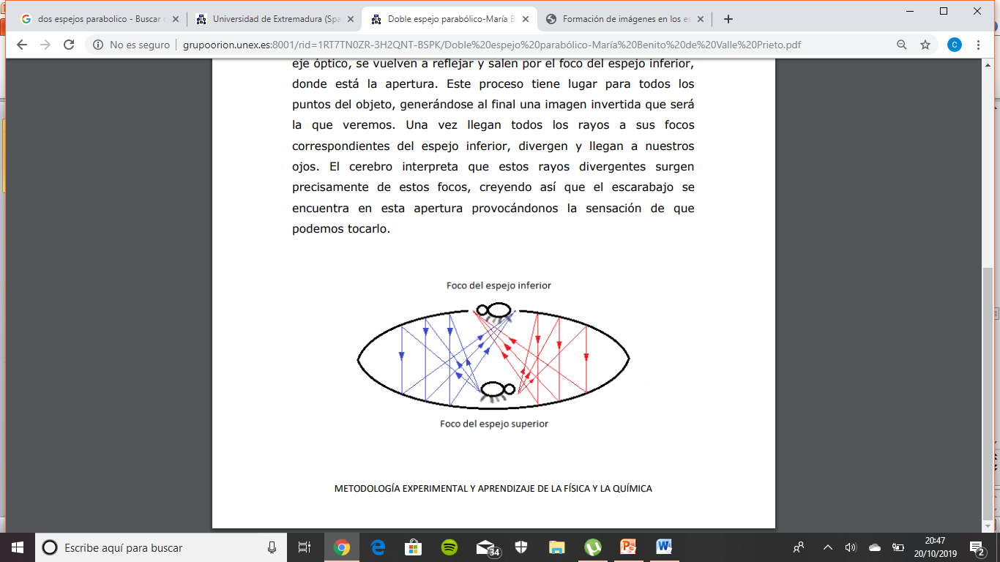 dos espejos parabolico - Buscar c
Universidad de Extremadura (Spa
Doble espejo parabólico-María B
Formación de imágenes en los es
No es seguro
grupoorion.unex.es:8001/rid=1RT7TN0ZR-3H2QNT-BSPK/Doble%20espejo%20parabólico-María%20Benito%20de%20Valle%20Prieto.pdf
C
eje óptico, se vuelven a reflejar y salen por el foco del espejo inferior,
donde está la apertura. Este proceso tiene lugar para todos los
puntos del objeto, generándose al final una imagen invertida que será
la que veremos. Una vez llegan todos los rayos a sus focos
correspondientes del espejo inferior, divergen y llegan a nuestros
ojos. El cerebro interpreta que estos rayos divergentes surgen
precisamente de estos focos, creyendo así que el escarabajo se
encuentra en esta apertura provocándonos la sensación de que
podemos tocarlo.
Foco del espejo inferior
Foco del espejo superior
METODOLOGÍA EXPERIMENTAL Y APRENDIZAJE DE LA FÍSICA Y LA QUÍMICA
Escribe aquí para buscar
34
20:47
20/10/2019
2